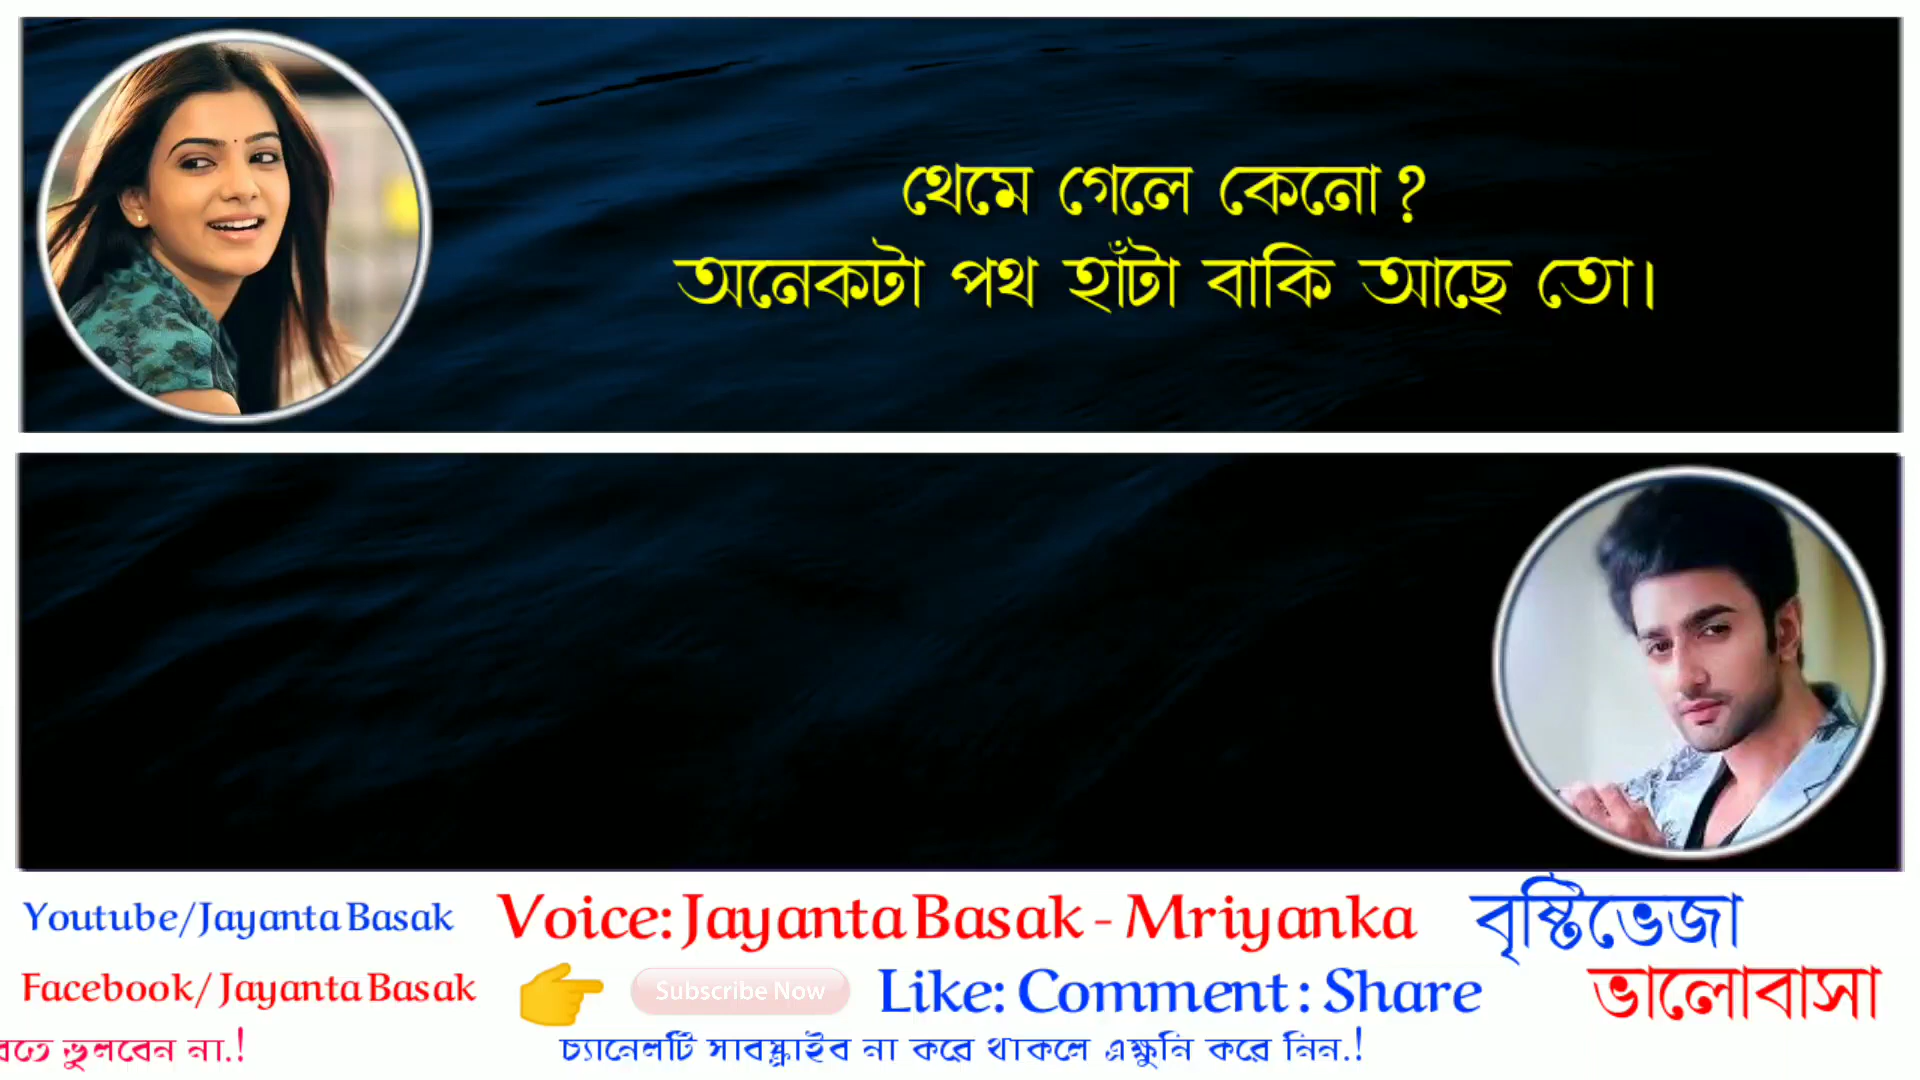 থেমে গেলে কেনো?
অনেকটা পথ হাঁটা বাকি আছে তো।
Youtube/Jayanta Basak
Voice: Jayanta Basak - Mriyanka
বৃষ্টিভেজা
Facebook/ Jayanta Basak
Subscribe Now
Like: Comment : Share
ভালোবাসা
ভুলবেন না.! চ্যানেলটি সাবস্ক্রাইব না করে থাকলে এক্ষুনি করে নিন.!